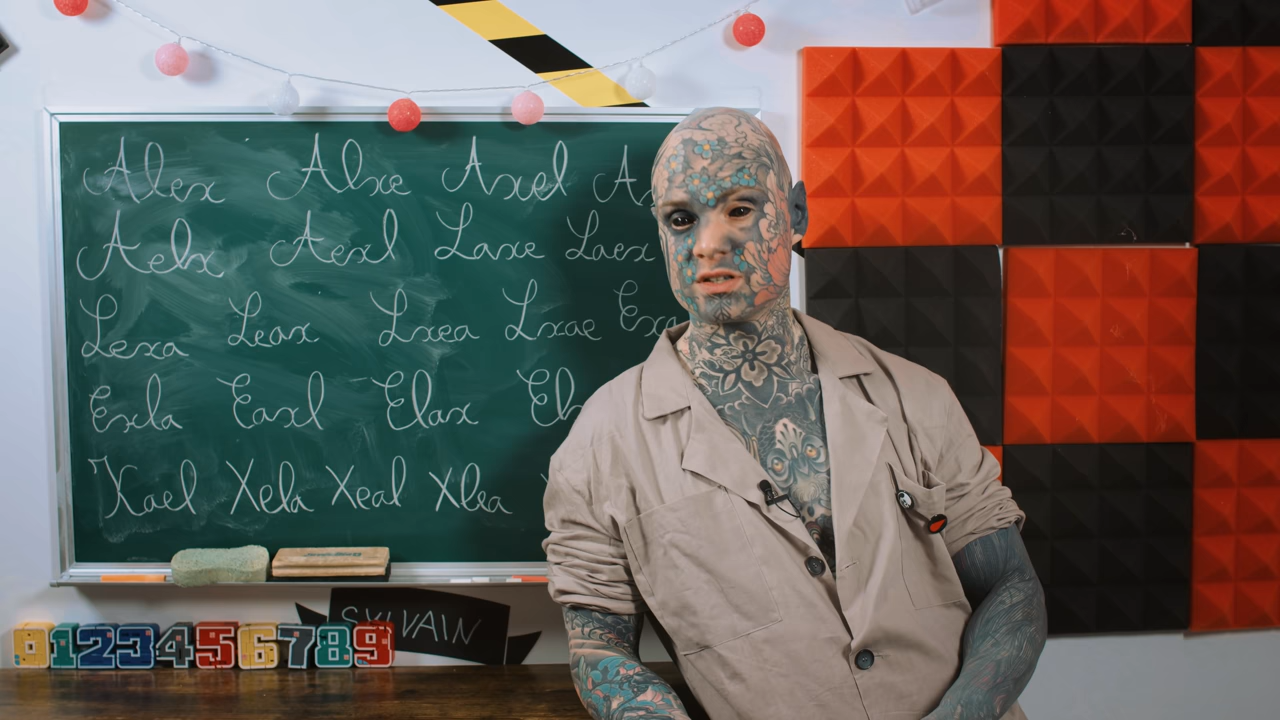 Alex Alxe Axel
Aelx Aexl Laxe Laex
Lexa Leax Lxea Lxae Exa
Exla Eaxl Elax
Xael Xela Xeal Xlea
SYLVAIN
0123456789